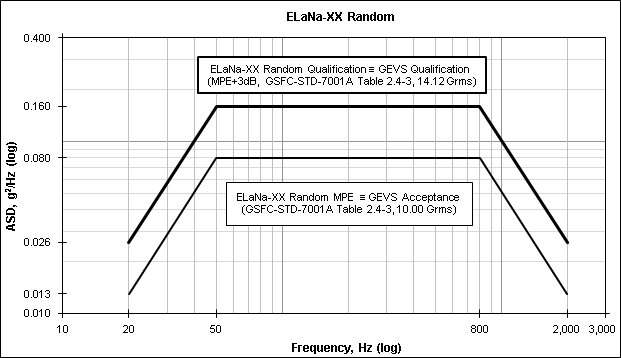 ELaNa-XX Random
0.400
ELaNa-XX Random Qualification ≡ GEVS Qualification
(MPE+3dB, GSFC-STD-7001A Table 2.4-3, 14.12 Grms)
0.160
0.080
ELaNa-XX Random MPE ≡ GEVS Acceptance
(GSFC-STD-7001A Table 2.4-3, 10.00 Grms)
0.026
0.013
0.010
ASD, g²/Hz (log)
10 20 50 800 2,000 3,000
Frequency, Hz (log)